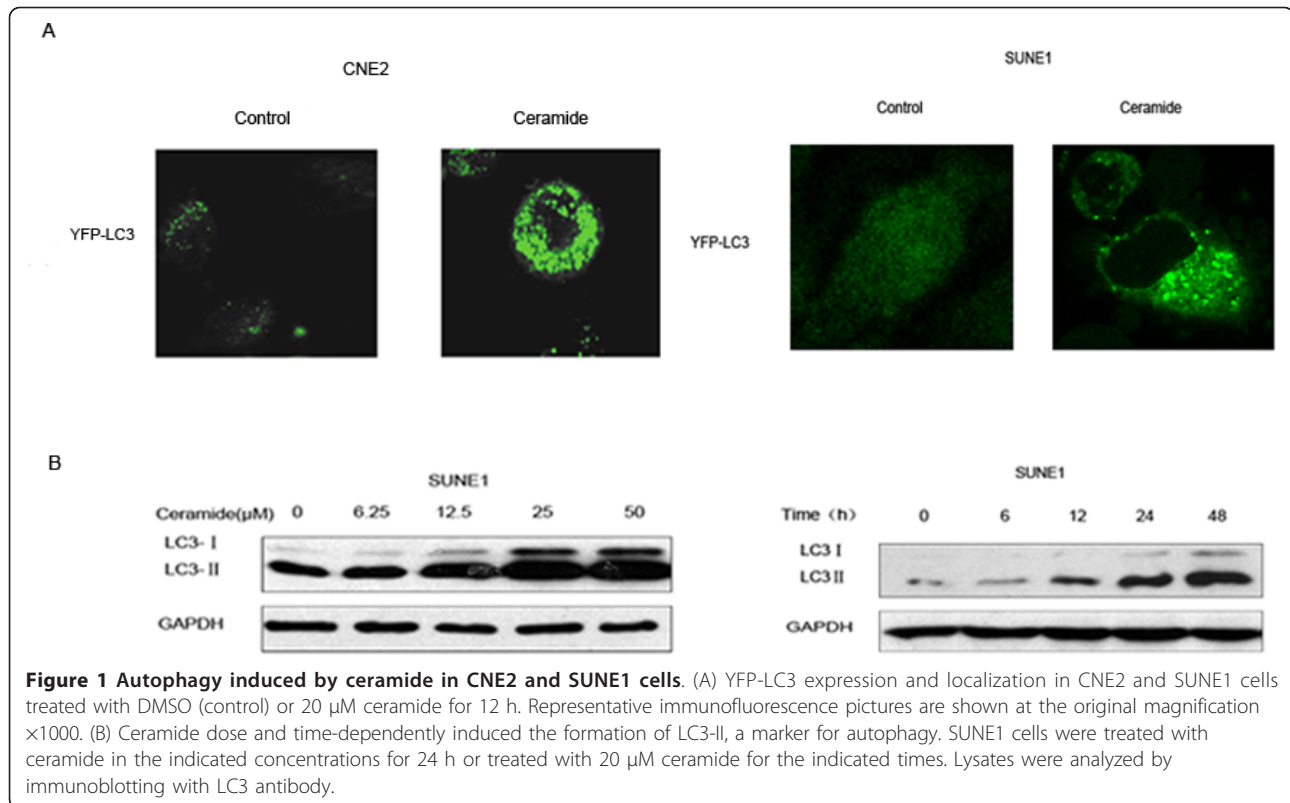 A
CNE2
Control Ceramide
YFP-LC3
SUNE1
Control Ceramide
YFP-LC3
B
SUNE1
Ceramide(μM) 0 6.25 12.5 25 50
LC3- I
LC3-II
GAPDH
SUNE1
Time (h) 0 6 12 24 48
LC3 I
LC3 II
GAPDH
Figure 1 Autophagy induced by ceramide in CNE2 and SUNE1 cells. (A) YFP-LC3 expression and localization in CNE2 and SUNE1 cells
treated with DMSO (control) or 20 μM ceramide for 12 h. Representative immunofluorescence pictures are shown at the original magnification
×1000. (B) Ceramide dose and time-dependently induced the formation of LC3-II, a marker for autophagy. SUNE1 cells were treated with
ceramide in the indicated concentrations for 24 h or treated with 20 μM ceramide for the indicated times. Lysates were analyzed by
immunoblotting with LC3 antibody.